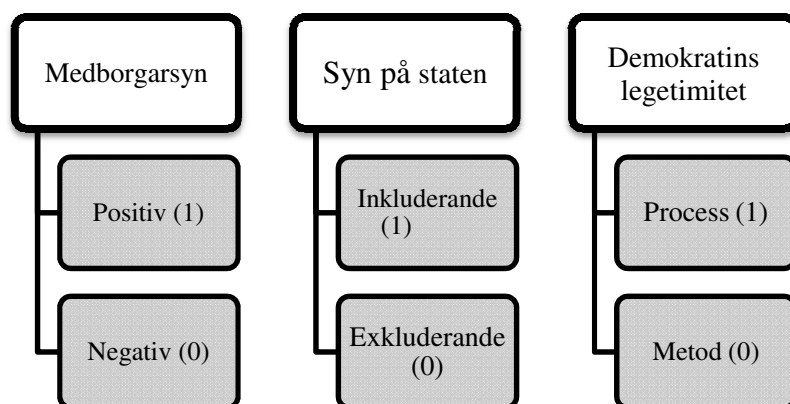 Medborgarsyn
Positiv (1)
Negativ (0)
Syn på staten
Inkluderande
(1)
Exkluderande
(0)
Demokratins
legetimitet
Process (1)
Metod (0)